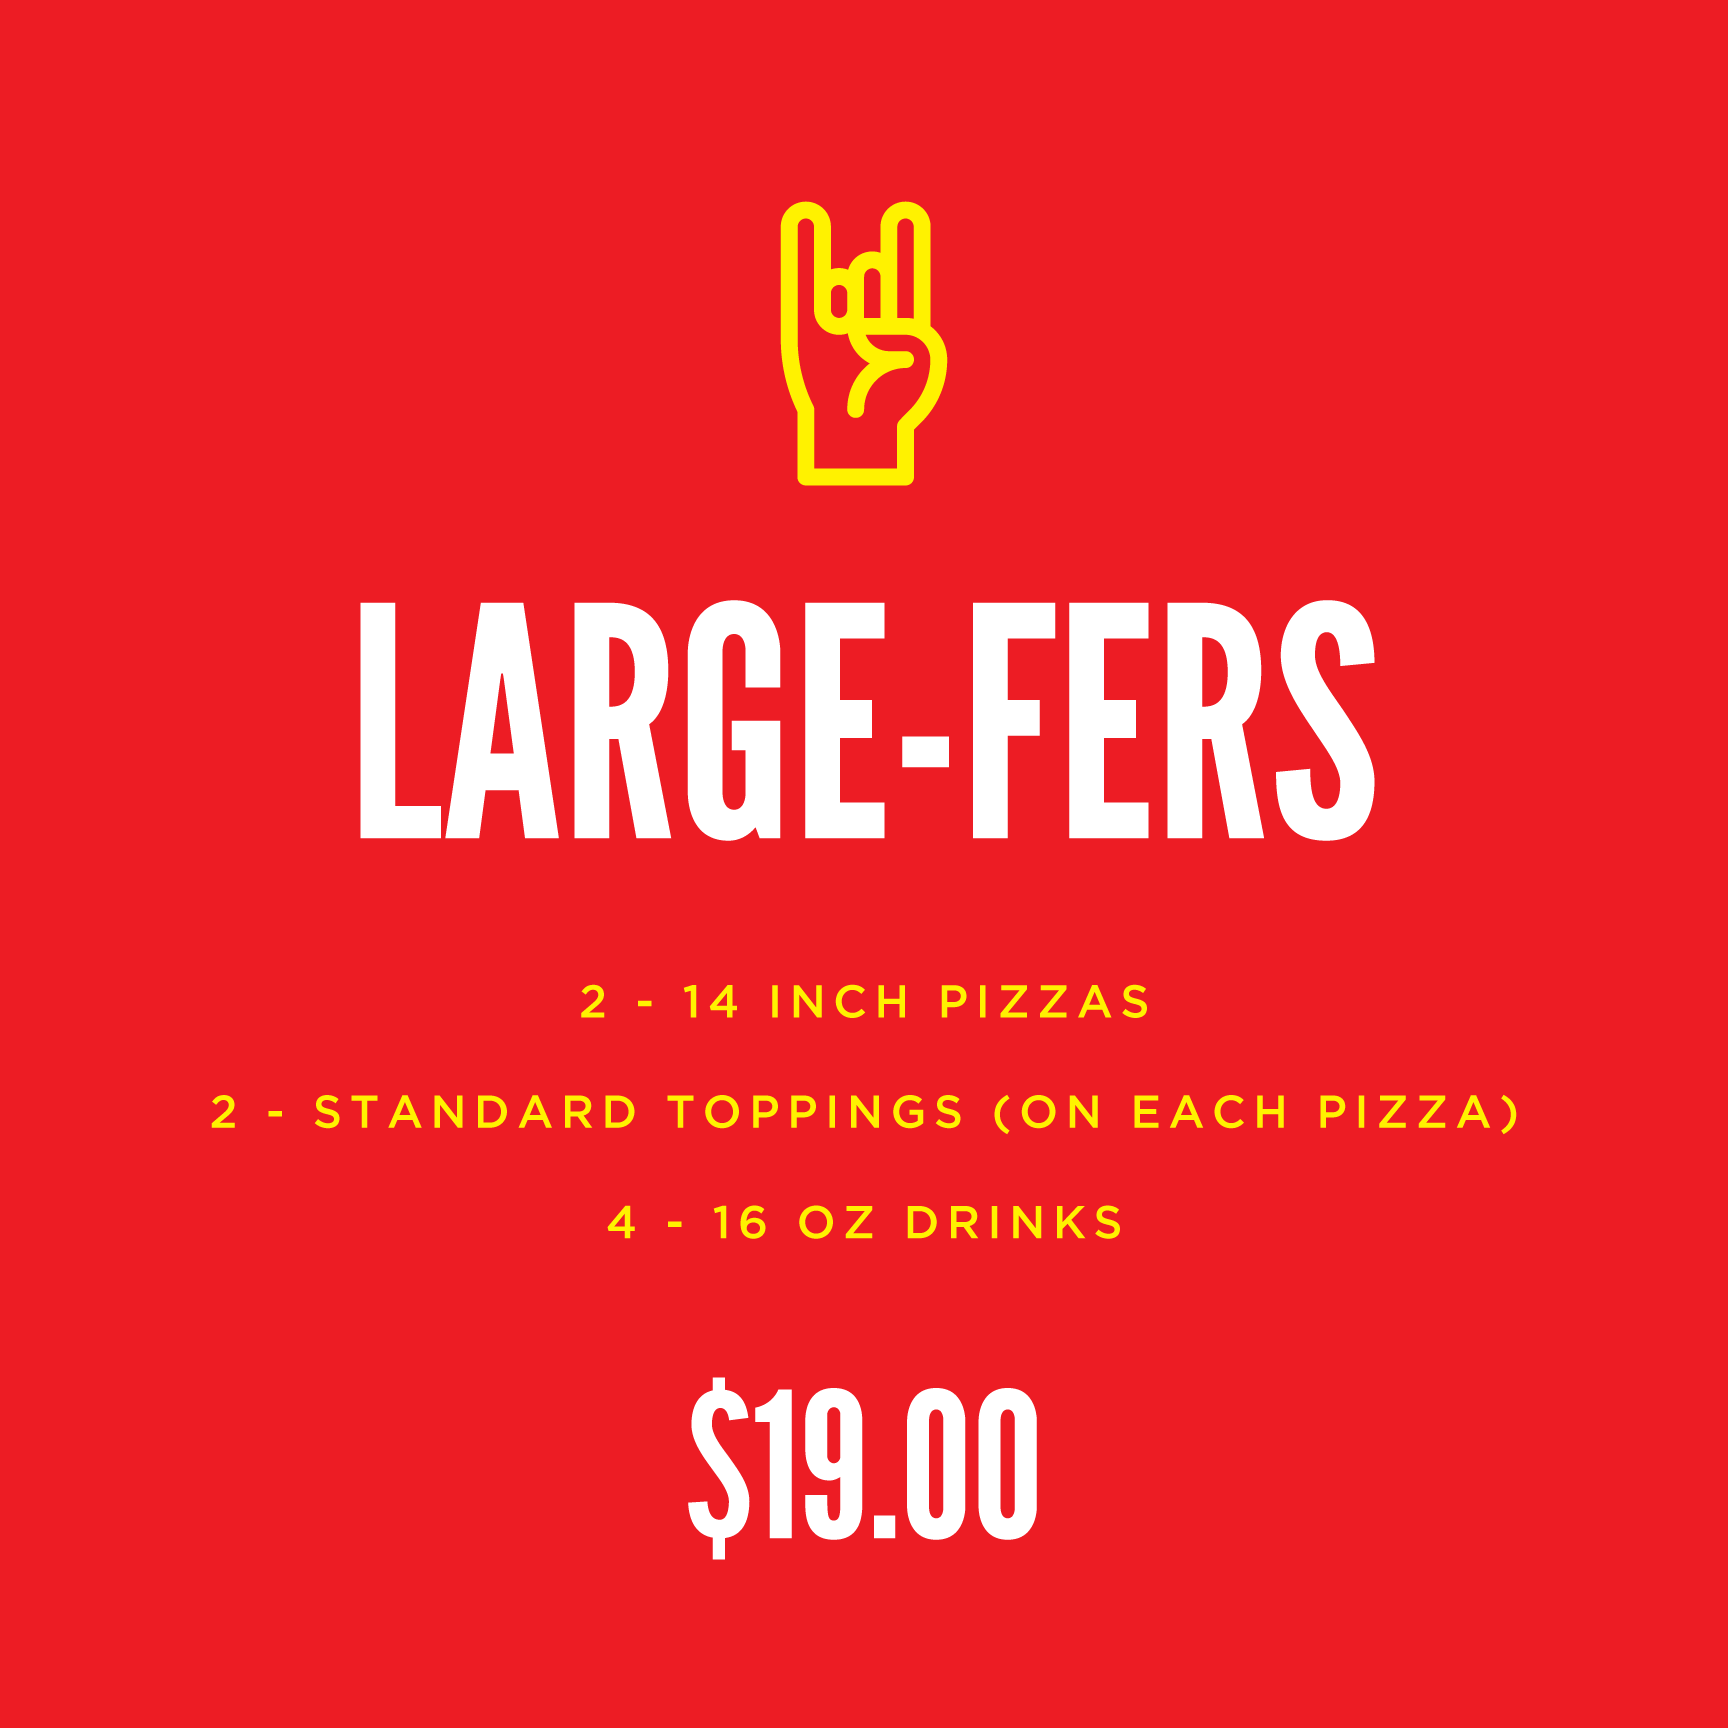 LARGE-FERS
2 - 14 INCH PIZZAS
2 - STANDARD TOPPINGS (ON EACH PIZZA)
4 - 16 OZ DRINKS
$19.00